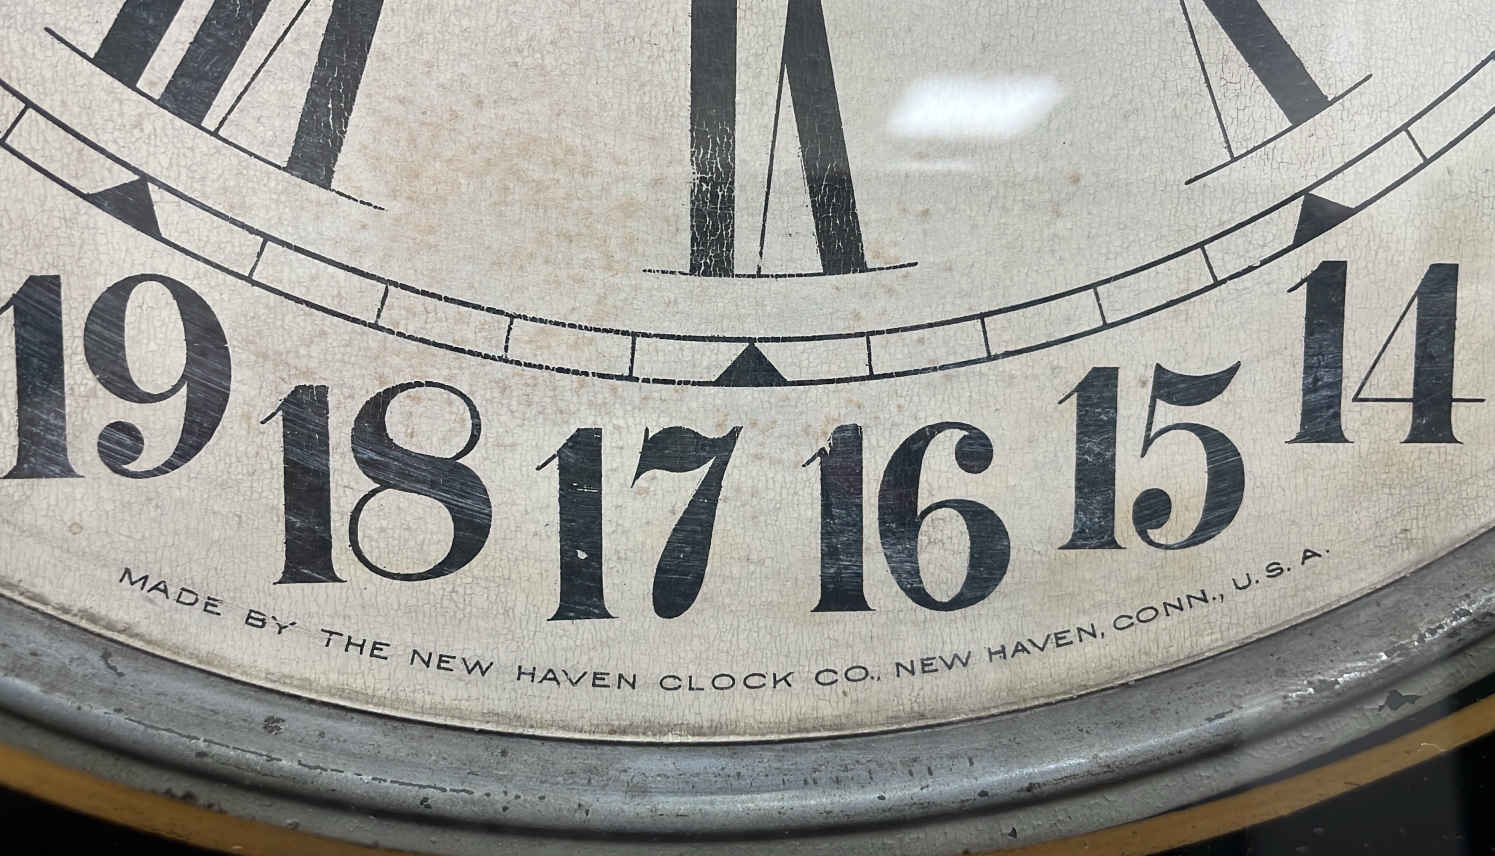 19 18 17 16 15 14
MADE BY THE NEW HAVEN CLOCK CO., NEW HAVEN, CONN., U.S.A.